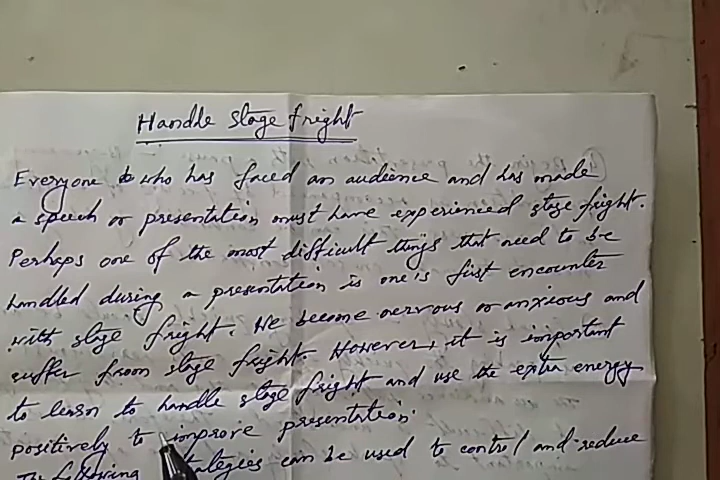 Handle stage fright
Everyone who has faced an audience and has made
a speech or presentation must have experienced stage fright.
Perhaps one of the most difficult things that need to be
handled during a presentation is one's first encounter
with stage fright. We become nervous or anxious and
suffer from stage fright. However, it is important
to learn to handle stage fright and use the extra energy
positively to improve presentation.
The following can be used to control and reduce